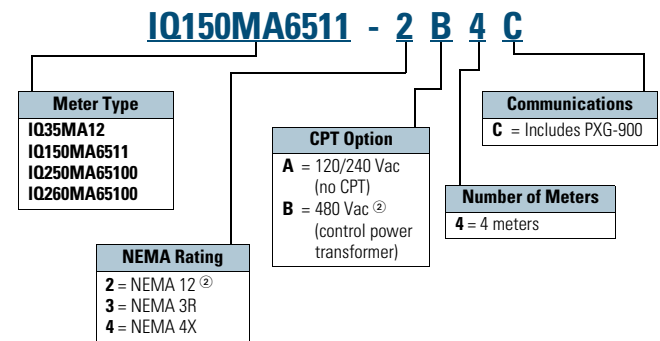 IQ150MA6511 - 2 B 4 C
Meter Type
IQ35MA12
IQ150MA6511
IQ250MA65100
IQ260MA65100
NEMA Rating
2 = NEMA 12 ②
3 = NEMA 3R
4 = NEMA 4X
CPT Option
A = 120/240 Vac
(no CPT)
B = 480 Vac ②
(control power
transformer)
Number of Meters
4 = 4 meters
Communications
C = Includes PXG-900